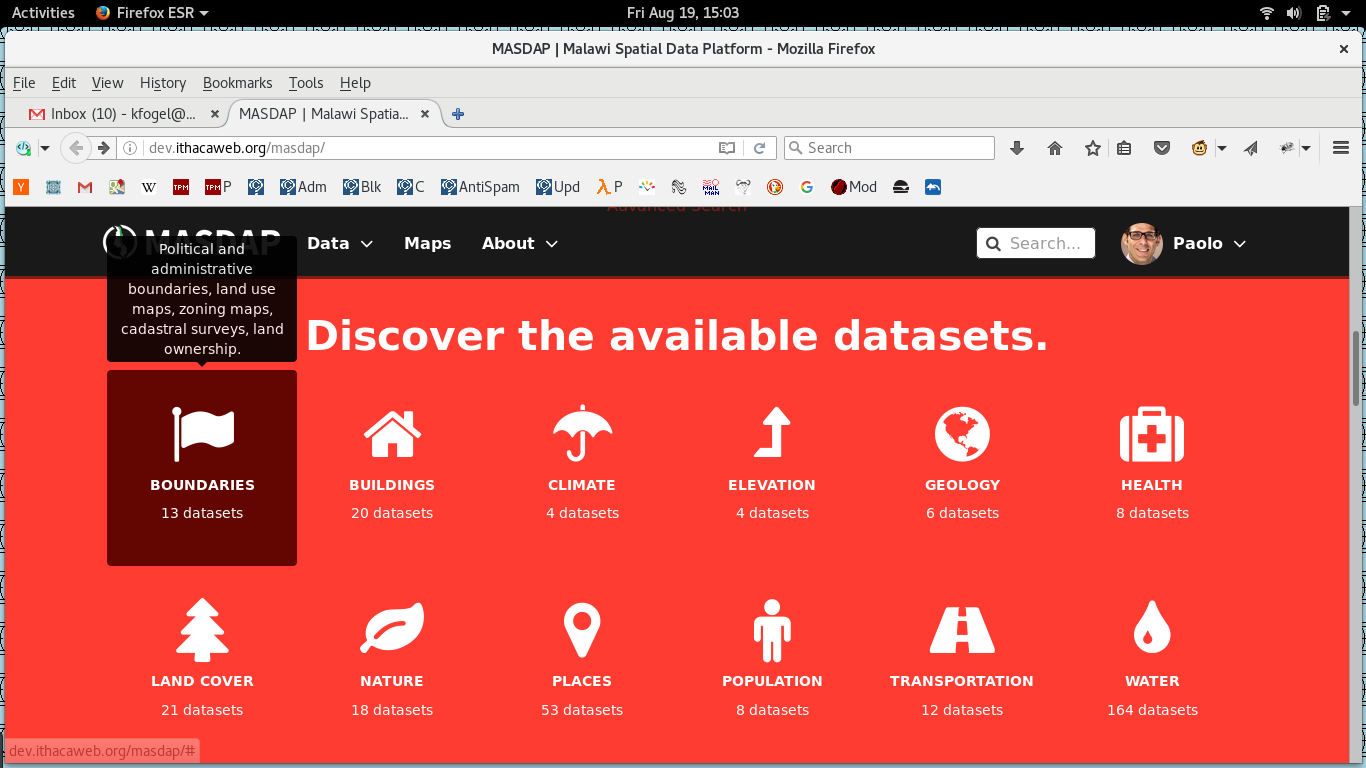 Activities Firefox ESR Fri Aug 19, 15:03
MASDAP | Malawi Spatial Data Platform - Mozilla Firefox
File Edit View History Bookmarks Tools Help
Inbox (10) - kfogel@... MASDAP | Malawi Spatia...
dev.ithacaweb.org/masdap/ Search
Y W TPM TPM P Adm Blk C AntiSpam Upd λ P MAIL MAN G Mod
Advanced Search
MASDAP Data Maps About Search... Paolo
Political and
administrative
boundaries, land use
maps, zoning maps,
cadastral surveys, land
ownership.
Discover the available datasets.
BOUNDARIES
13 datasets
BUILDINGS
20 datasets
CLIMATE
4 datasets
ELEVATION
4 datasets
GEOLOGY
6 datasets
HEALTH
8 datasets
LAND COVER
21 datasets
NATURE
18 datasets
PLACES
53 datasets
POPULATION
8 datasets
TRANSPORTATION
12 datasets
WATER
164 datasets
dev.ithacaweb.org/masdap/#